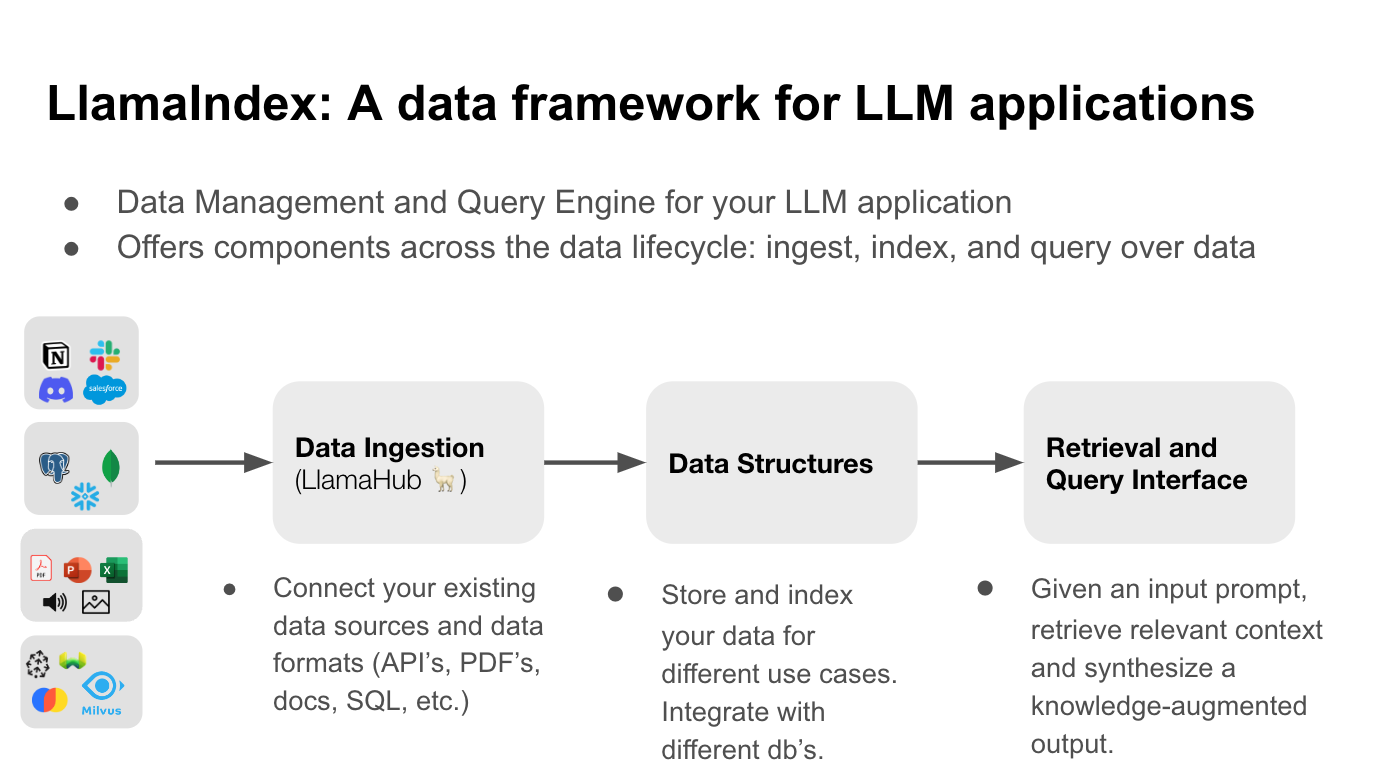 LlamaIndex: A data framework for LLM applications
● Data Management and Query Engine for your LLM application
● Offers components across the data lifecycle: ingest, index, and query over data
N
salesforce
PDF
P
X
Milvus
Data Ingestion
(LlamaHub 🦙)
● Connect your existing
data sources and data
formats (API’s, PDF’s,
docs, SQL, etc.)
Data Structures
● Store and index
your data for
different use cases.
Integrate with
different db’s.
Retrieval and
Query Interface
● Given an input prompt,
retrieve relevant context
and synthesize a
knowledge-augmented
output.